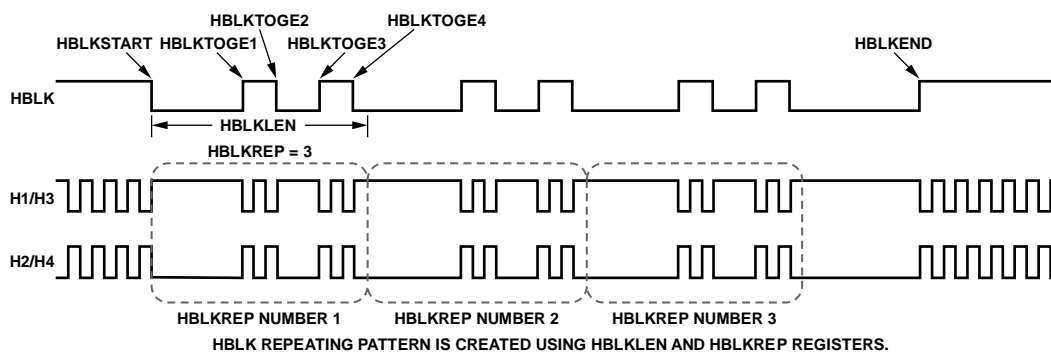 HBLKTOGE2
HBLKTOGE4
HBLKSTART HBLKTOGE1 HBLKTOGE3 HBLKEND
HBLK
HBLKLEN
HBLKREP = 3
H1/H3
H2/H4
HBLKREP NUMBER 1 HBLKREP NUMBER 2 HBLKREP NUMBER 3
HBLK REPEATING PATTERN IS CREATED USING HBLKLEN AND HBLKREP REGISTERS.